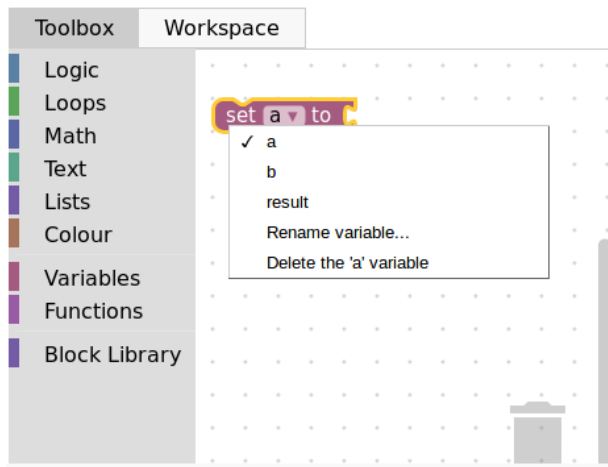 Toolbox Workspace
Logic
Loops
Math
Text
Lists
Colour
Variables
Functions
Block Library
set a ▾ to
✓ a
b
result
Rename variable...
Delete the 'a' variable